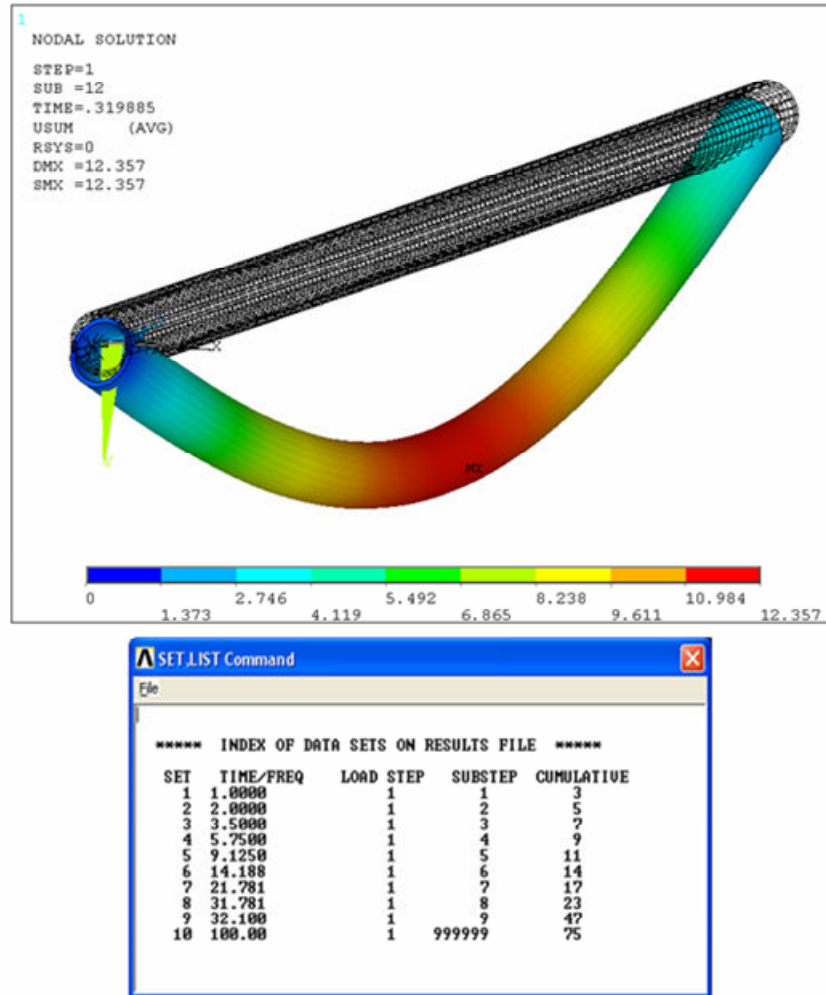 1
NODAL SOLUTION
STEP=1
SUB =12
TIME=.319885
USUM (AVG)
RSYS=0
DMX =12.357
SMX =12.357
X
MX
0 2.746 5.492 8.238 10.984
1.373 4.119 6.865 9.611 12.357
SET,LIST Command
File
***** INDEX OF DATA SETS ON RESULTS FILE *****
SET TIME/FREQ LOAD STEP SUBSTEP CUMULATIVE
1 1.0000 1 1 3
2 2.0000 1 2 5
3 3.5000 1 3 7
4 5.7500 1 4 9
5 9.1250 1 5 11
6 14.188 1 6 14
7 21.781 1 7 17
8 31.781 1 8 23
9 32.100 1 9 47
10 100.00 1 999999 75